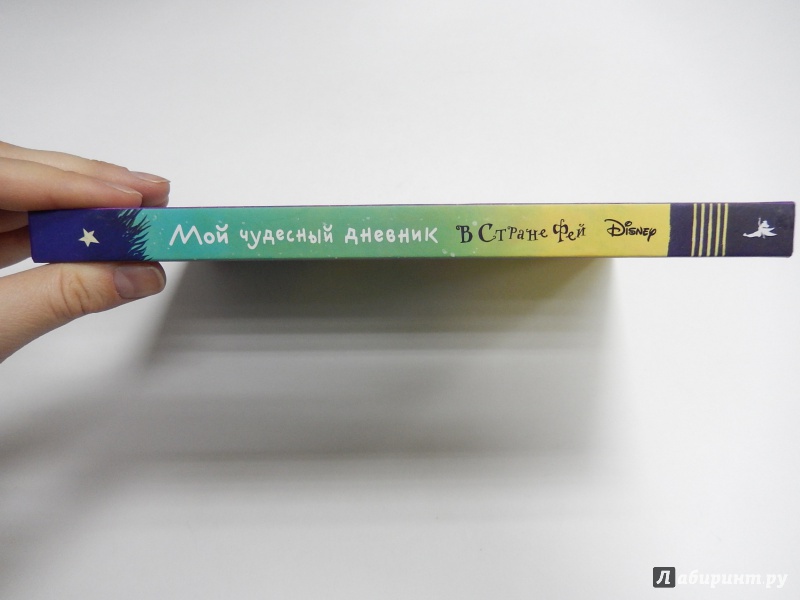 Мой чудесный дневник В Стране Фей Disney
Лабиринт.ру